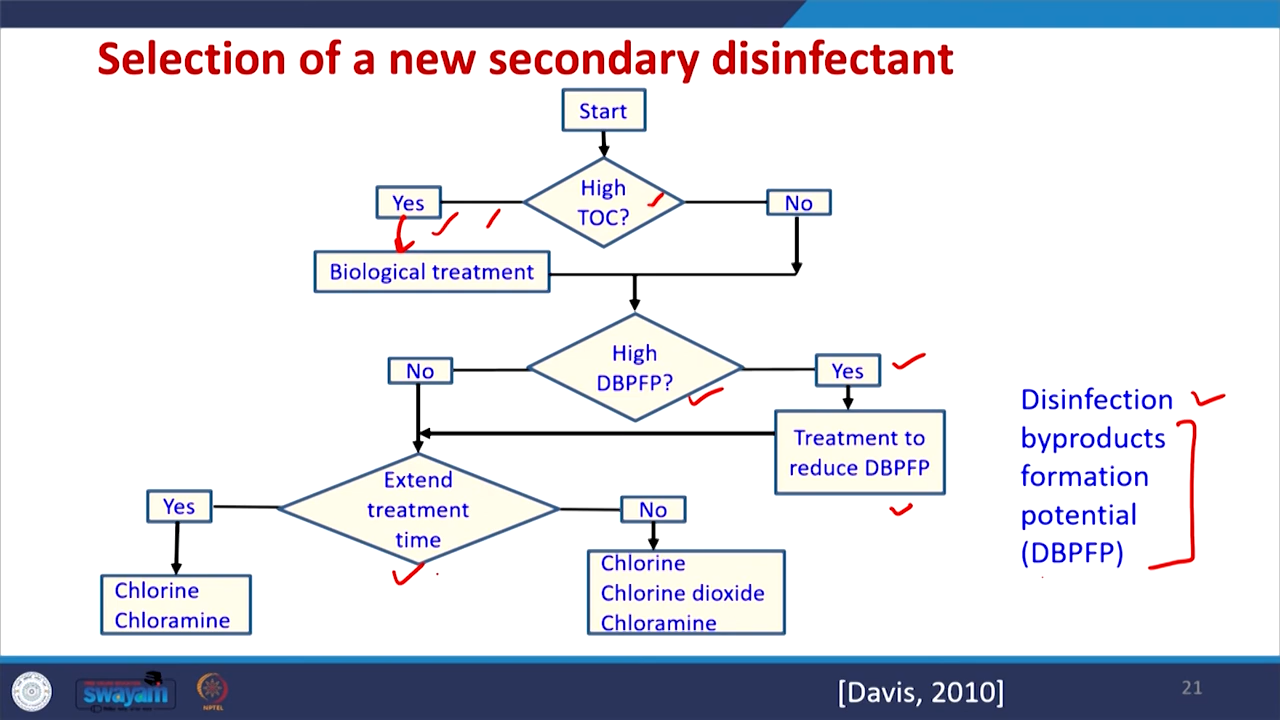 Selection of a new secondary disinfectant
Start
High
TOC?
Yes
No
Biological treatment
High
DBPFP?
No
Yes
Treatment to
reduce DBPFP
Disinfection
byproducts
formation
potential
(DBPFP)
Extend
treatment
time
Yes
No
Chlorine
Chloramine
Chlorine
Chlorine dioxide
Chloramine
swayam
NPTEL
[Davis, 2010]
21